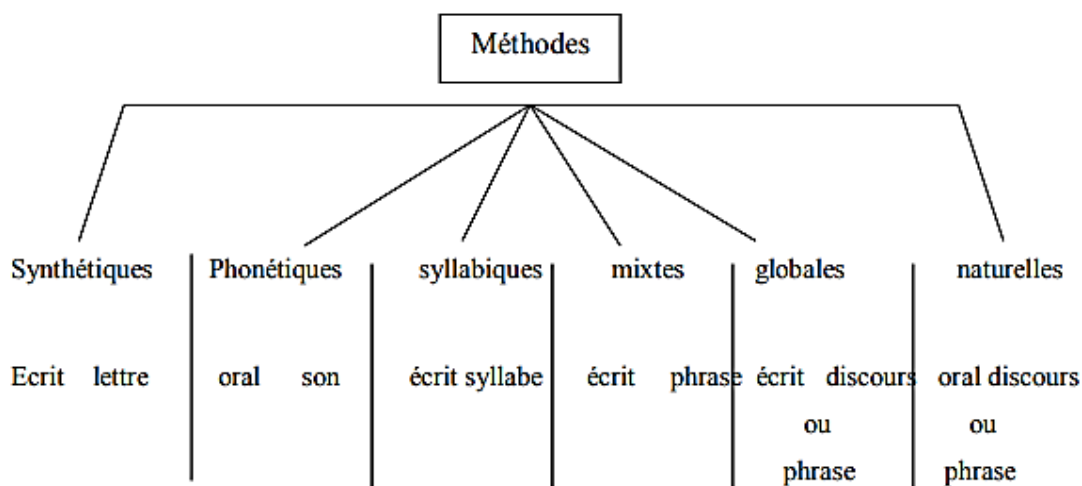 Méthodes
Synthétiques Phonétiques syllabiques mixtes globales naturelles
Ecrit lettre oral son écrit syllabe écrit phrase écrit discours oral discours
ou ou
phrase phrase